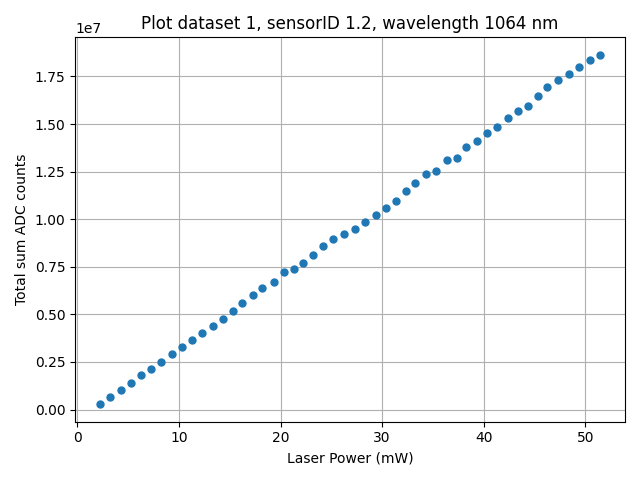 Plot dataset 1, sensorID 1.2, wavelength 1064 nm
1e7
1.75
1.50
1.25
1.00
0.75
0.50
0.25
0.00
Total sum ADC counts
0 10 20 30 40 50
Laser Power (mW)